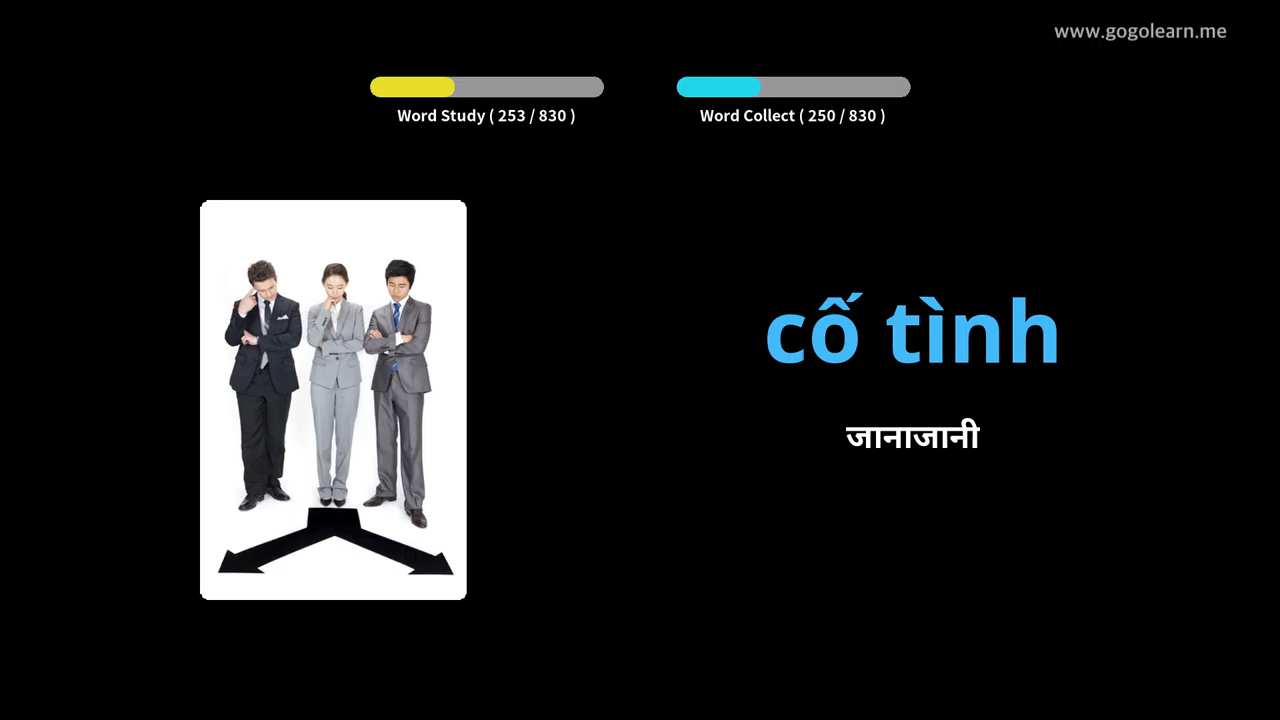 www.gogolearn.me
Word Study ( 253 / 830 )
Word Collect ( 250 / 830 )
cố tình
जानाजानी